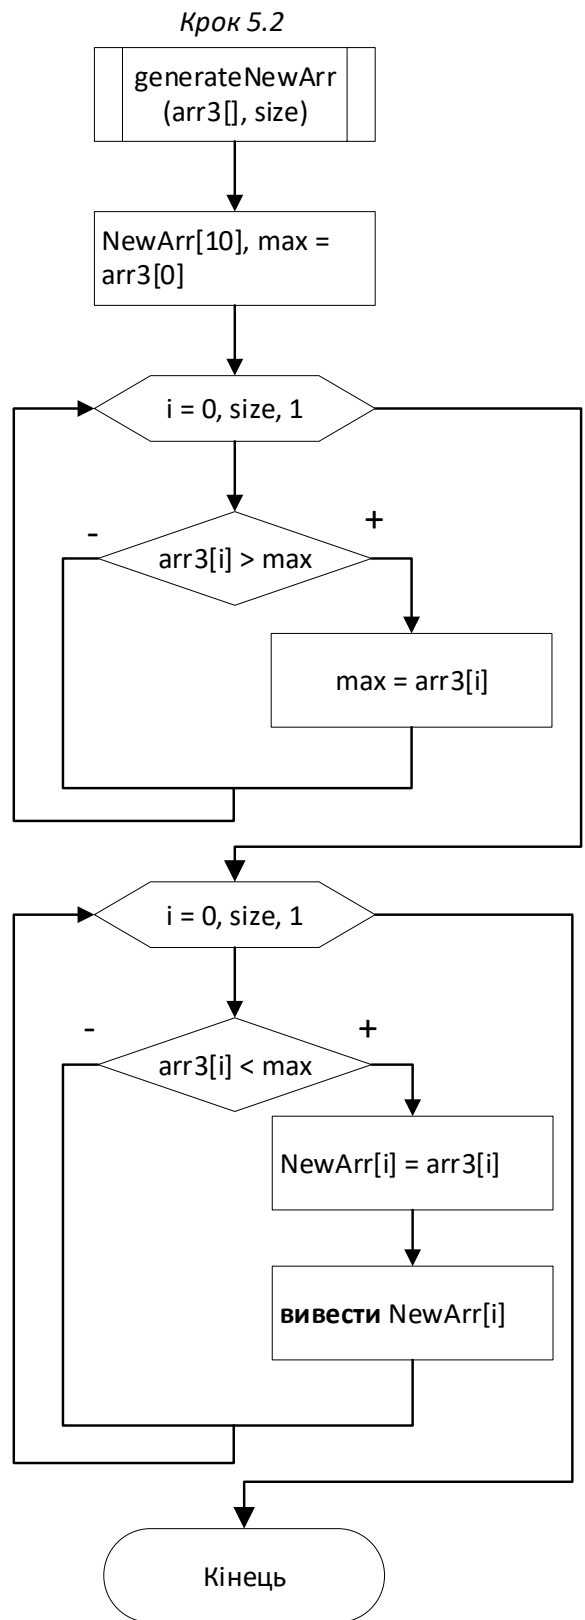 Крок 5.2
generateNewArr
(arr3[], size)
NewArr[10], max =
arr3[0]
i = 0, size, 1
-
+
arr3[i] > max
max = arr3[i]
i = 0, size, 1
-
+
arr3[i] < max
NewArr[i] = arr3[i]
вивести NewArr[i]
Кінець